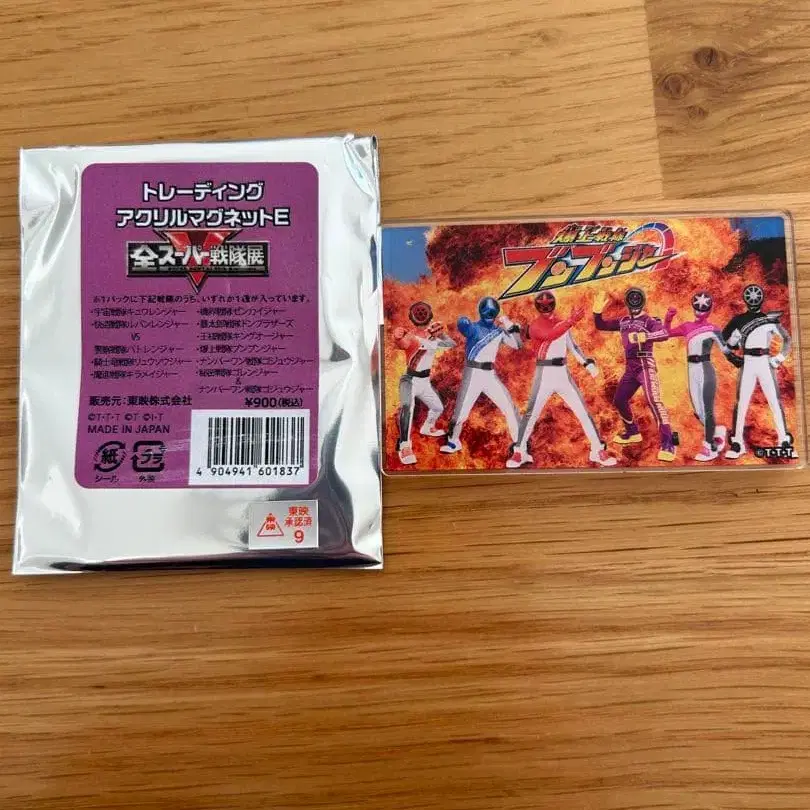 トレーディング
アクリルマグネットE
全スーパー戦隊展
※1パックに下記戦隊のうち、いずれか1種が入っています。
・宇宙戦隊キュウレンジャー
・快盗戦隊ルパンレンジャー
VS
警察戦隊パトレンジャー
・騎士竜戦隊リュウソウジャー
・魔進戦隊キラメイジャー
・機界戦隊ゼンカイジャー
・暴太郎戦隊ドンブラザーズ
・王様戦隊キングオージャー
・爆上戦隊ブンブンジャー
・ナンバーワン戦隊ゴジュウジャー
・秘密戦隊ゴレンジャー
&
ナンバーワン戦隊ゴジュウジャー
販売元:東映株式会社
¥900(税込)
©T・T・T ©T ©I・T
MADE IN JAPAN
紙
シール
プラ
外袋
4 904941 601837
東映
東映
承認済
9
爆上戦隊
ブンブンジャー
©T・T・T